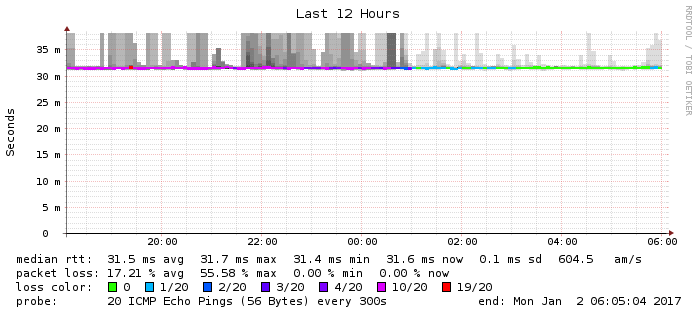 Last 12 Hours
RRDTOOL / TOBI OETIKER
Seconds
35 m
30 m
25 m
20 m
15 m
10 m
5 m
0
20:00 22:00 00:00 02:00 04:00 06:00
median rtt: 31.5 ms avg 31.7 ms max 31.4 ms min 31.6 ms now 0.1 ms sd 604.5 am/s
packet loss: 17.21 % avg 55.58 % max 0.00 % min 0.00 % now
loss color: 0 1/20 2/20 3/20 4/20 10/20 19/20
probe: 20 ICMP Echo Pings (56 Bytes) every 300s end: Mon Jan 2 06:05:04 2017